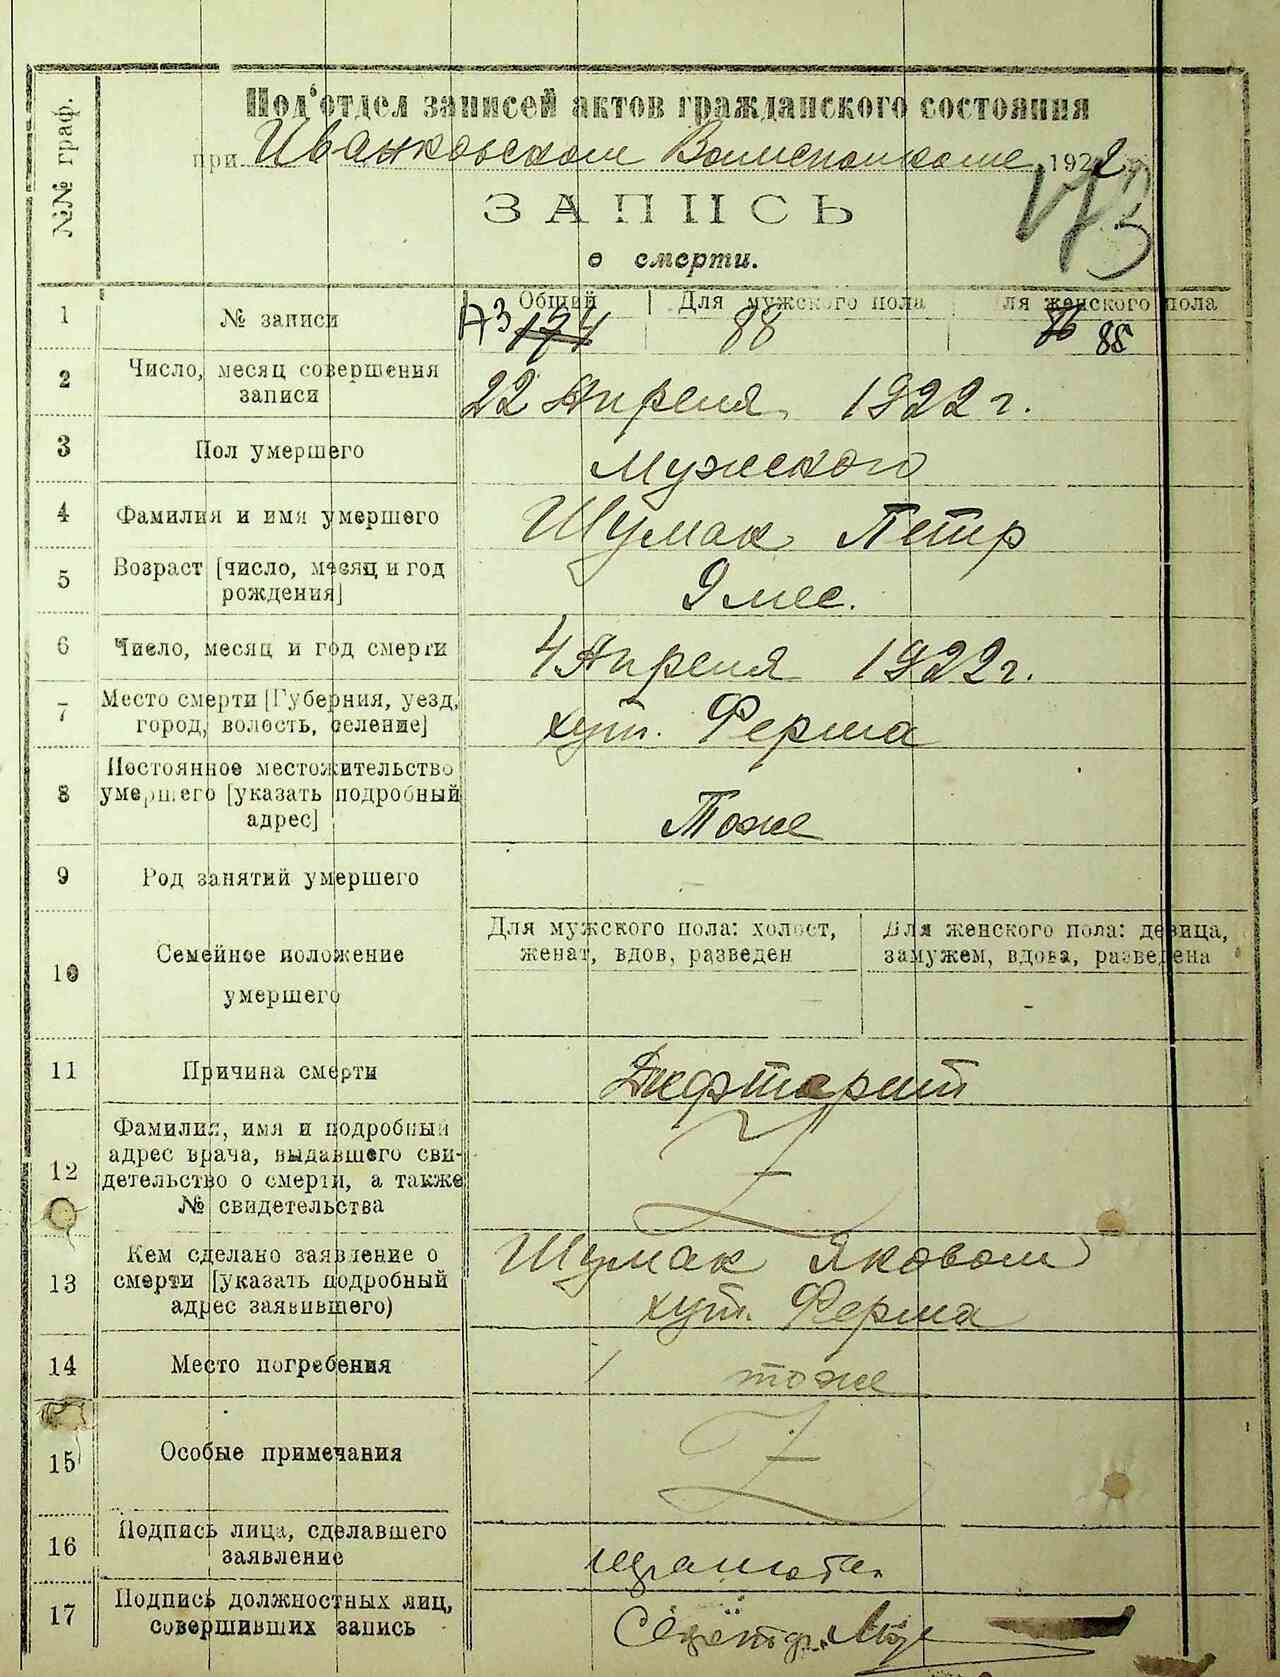 №№ граф.
Под'отдел записей актов гражданского состояния
при Иванковском Волисполкоме 1922
173
ЗАПИСЬ
о смерти.
1 № записи Общий Для мужского пола Для женского пола
173 174 88 86 85
2 Число, месяц совершения
записи
22 Апреля 1922 г.
3 Пол умершего Мужского
4 Фамилия и имя умершего Шумак Петр
5 Возраст [число, месяц и год
рождения]
9 мес.
6 Число, месяц и год смерти 4 Апреля 1922 г.
7 Место смерти [Губерния, уезд,
город, волость, селение]
хут. Ферма
8 Постоянное местожительство
умершего [указать подробный
адрес]
Тоже
9 Род занятий умершего
10 Семейное положение
умершего
Для мужского пола: холост,
женат, вдов, разведен
Для женского пола: девица,
замужем, вдова, разведена
11 Причина смерти Дифтерит
12 Фамилия, имя и подробный
адрес врача, выдавшего сви-
детельство о смерти, а также
№ свидетельства
13 Кем сделано заявление о
смерти [указать подробный
адрес заявившего)
Шумак Яковом
хут. Ферма
14 Место погребения тоже
15 Особые примечания
16 Подпись лица, сделавшего
заявление
17 Подпись должностных лиц,
совершивших запись